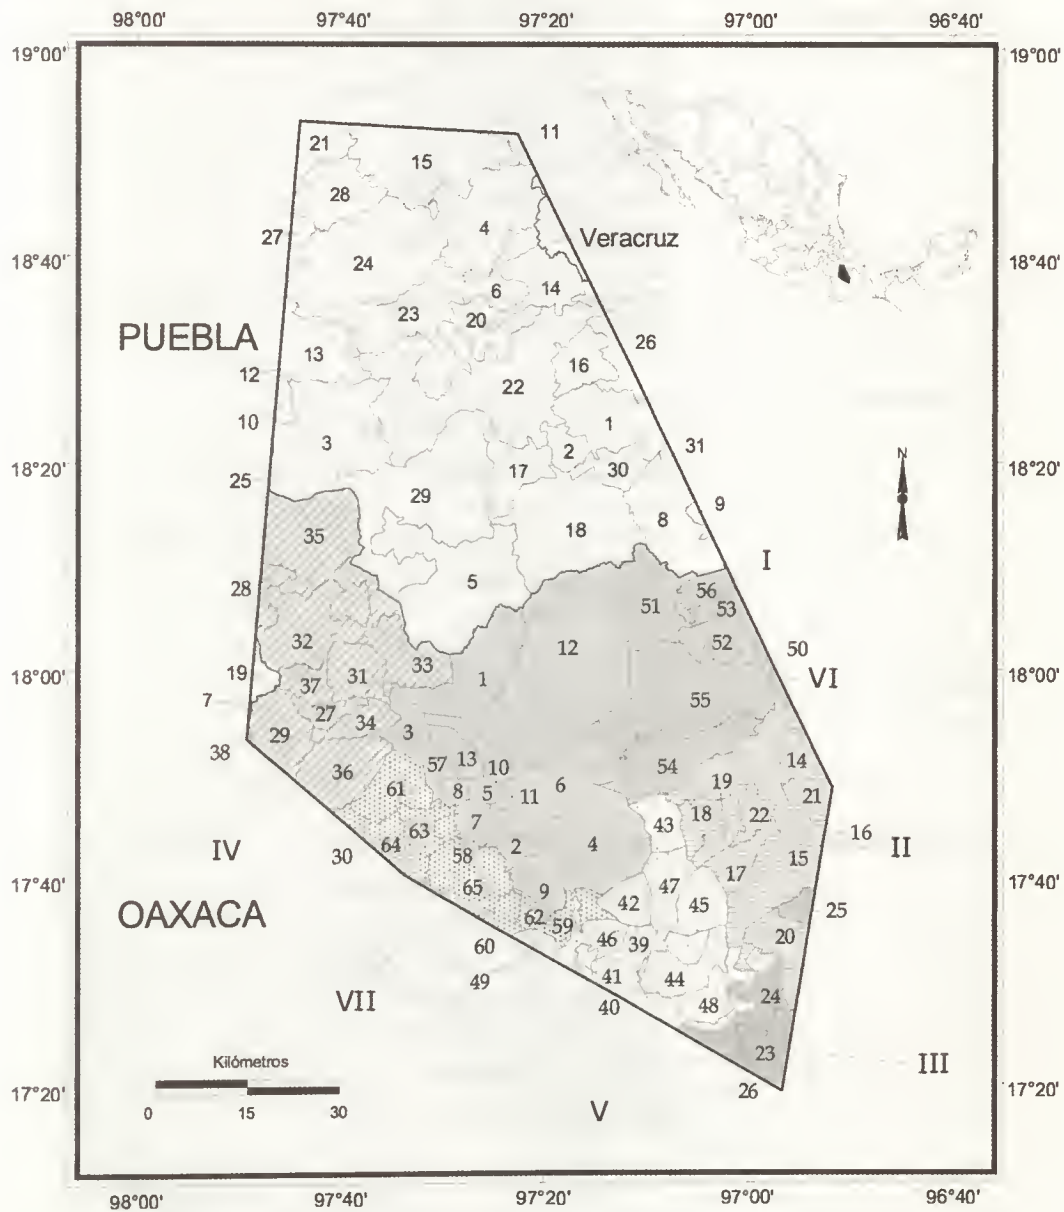 98°00' 97°40' 97°20' 97°00' 96°40'
19°00' 19°00'
11
21
15
28
4
27 Veracruz
24
18°40' 18°40'
6 14
23 20
PUEBLA 26
13 16
12 22
10 1
3 2 31
N
18°20' 17 30 18°20'
25
29 9
18 8
35
I
5
28 56
51 53
32 12 52 50
19 33 1 VI
18°00' 37 31 18°00'
7 27 55
29 34 3
38 57 13 10 54 14
36 6 19
61 8 5 11 21
18 22
63 7 43 16
IV 64 58 2 4 II
30 15
17°40' 65 9 47 17 17°40'
42 45 25
OAXACA 62 59
60 46 39 20
49 41 44
VII 40 48 24
Kilómetros 23 III
17°20' 26 17°20'
0 15 30 V
98°00' 97°40' 97°20' 97°00' 96°40'